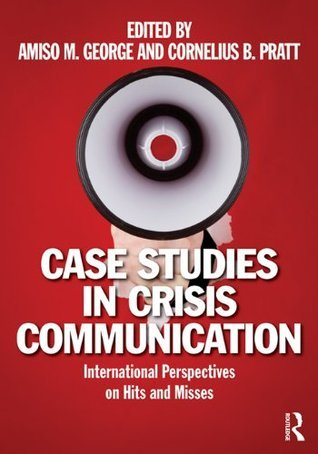 EDITED BY
AMISO M. GEORGE AND CORNELIUS B. PRATT
CASE STUDIES
IN CRISIS
COMMUNICATION
International Perspectives
on Hits and Misses
R
ROUTLEDGE